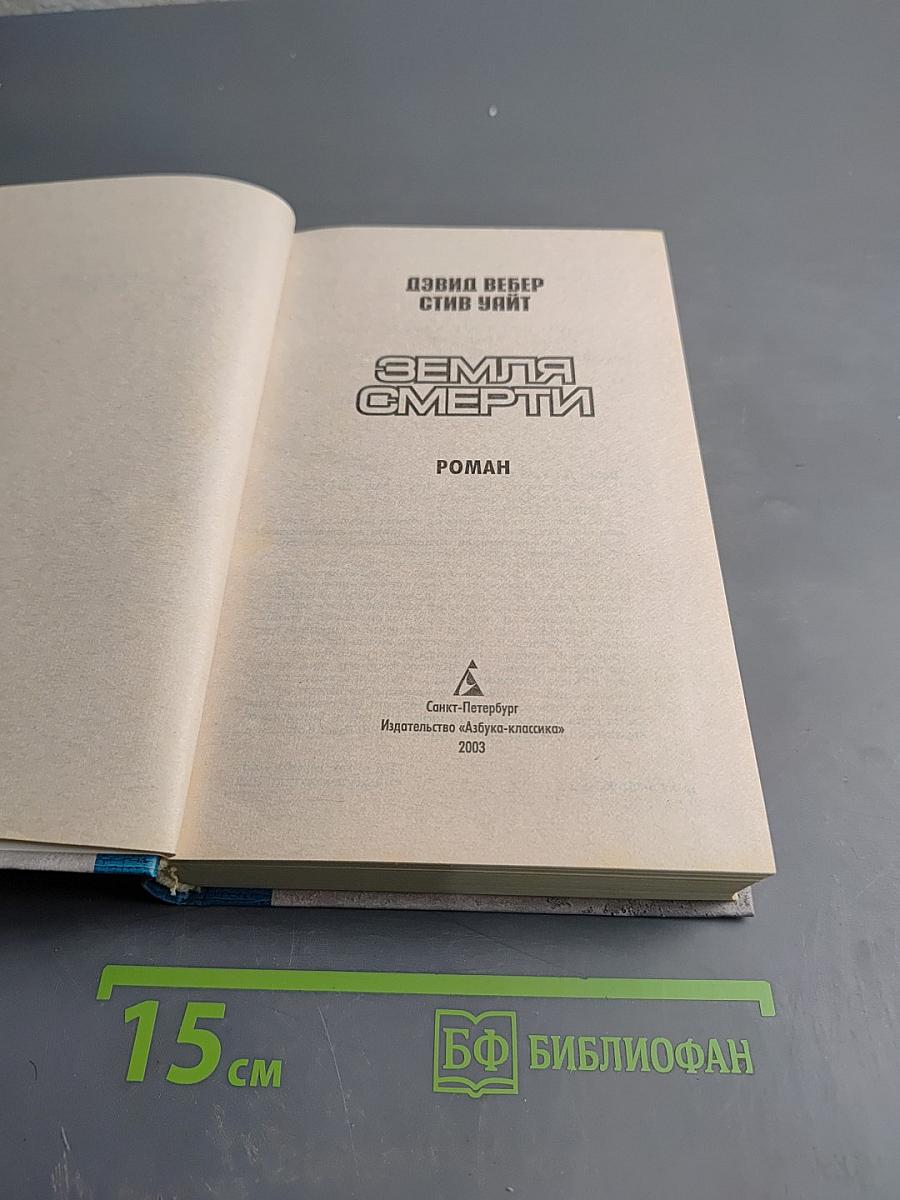 ДЭВИД ВЕБЕР
СТИВ УАЙТ
ЗЕМЛЯ
СМЕРТИ
РОМАН
Санкт-Петербург
Издательство «Азбука-классика»
2003
15 см
БФ БИБЛИОФАН